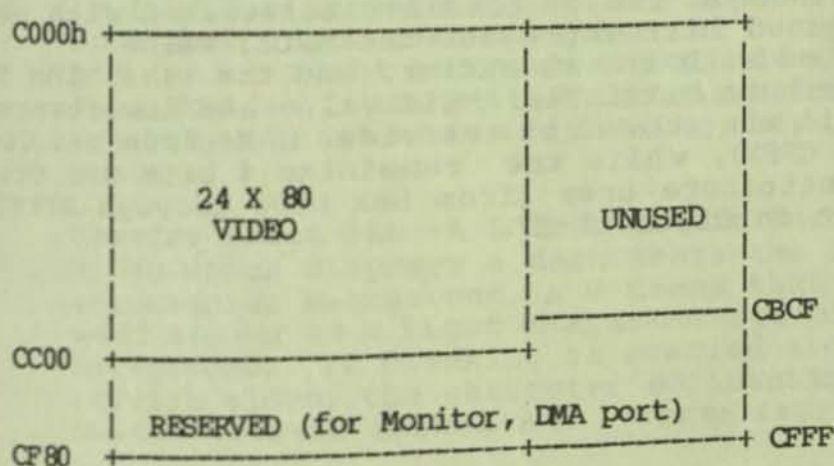 C000h
24 X 80
VIDEO
UNUSED
CBCF
CC00
RESERVED (for Monitor, DMA port)
CF80
CFFF